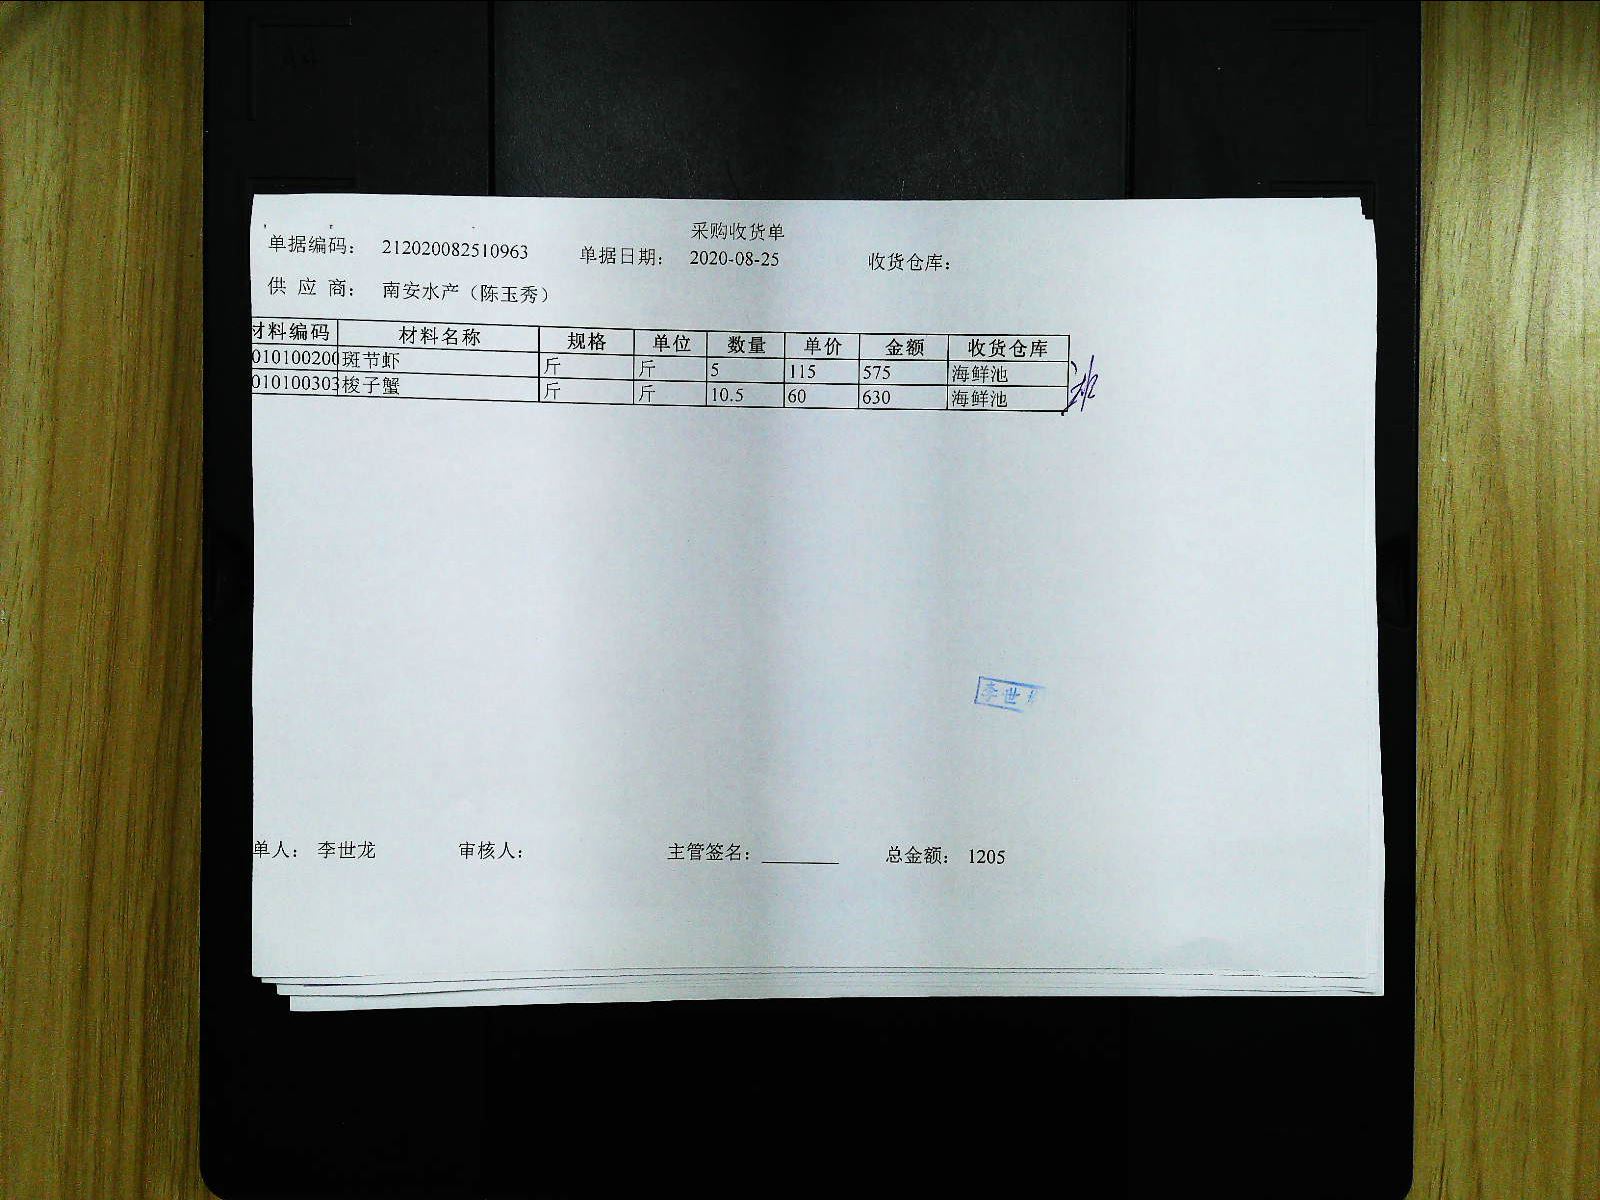 采购收货单
单据编码： 212020082510963 单据日期： 2020-08-25 收货仓库：
供 应 商： 南安水产（陈玉秀）
材料编码 材料名称 规格 单位 数量 单价 金额 收货仓库
010100200 斑节虾 斤 斤 5 115 575 海鲜池
010100303 梭子蟹 斤 斤 10.5 60 630 海鲜池
李世
单人： 李世龙 审核人： 主管签名： 总金额： 1205